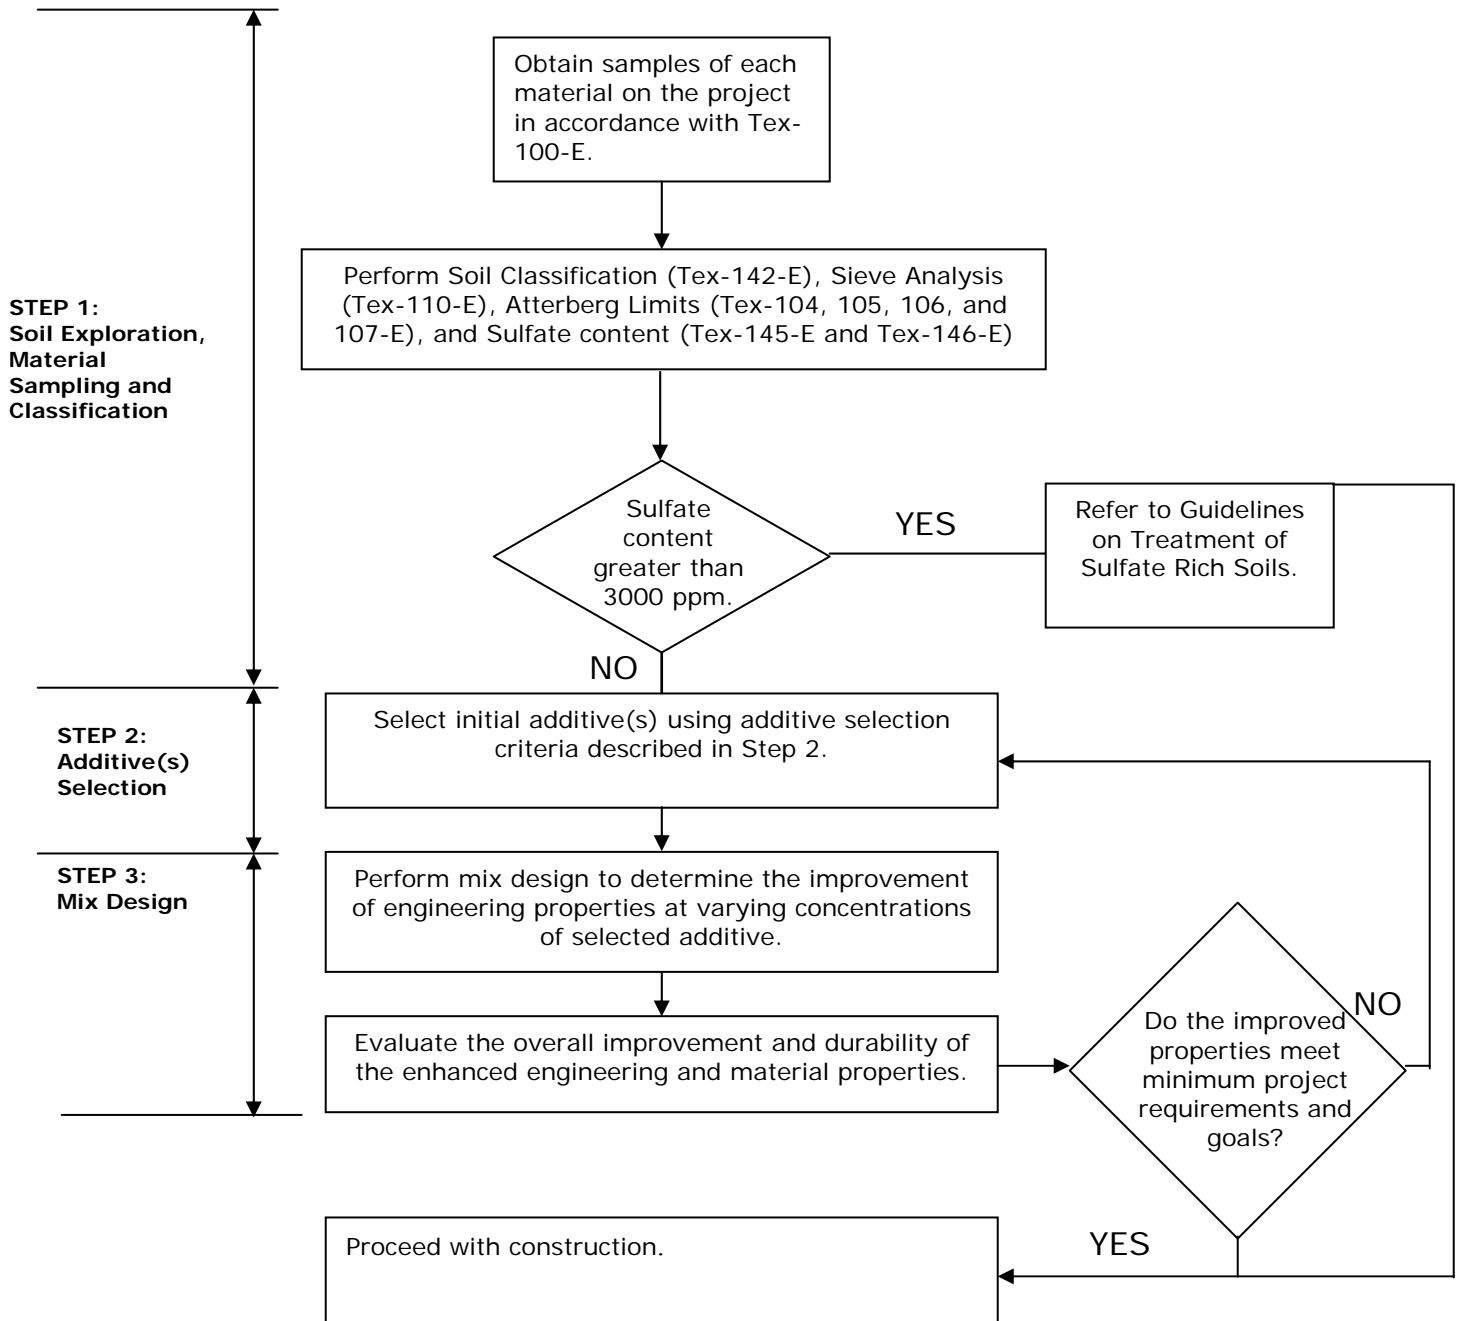 Obtain samples of each
material on the project
in accordance with Tex-
100-E.
Perform Soil Classification (Tex-142-E), Sieve Analysis
(Tex-110-E), Atterberg Limits (Tex-104, 105, 106, and
107-E), and Sulfate content (Tex-145-E and Tex-146-E)
STEP 1:
Soil Exploration,
Material
Sampling and
Classification
Sulfate
content
greater than
3000 ppm.
YES
Refer to Guidelines
on Treatment of
Sulfate Rich Soils.
NO
STEP 2:
Additive(s)
Selection
Select initial additive(s) using additive selection
criteria described in Step 2.
STEP 3:
Mix Design
Perform mix design to determine the improvement
of engineering properties at varying concentrations
of selected additive.
Evaluate the overall improvement and durability of
the enhanced engineering and material properties.
Do the improved
properties meet
minimum project
requirements and
goals?
NO
YES
Proceed with construction.